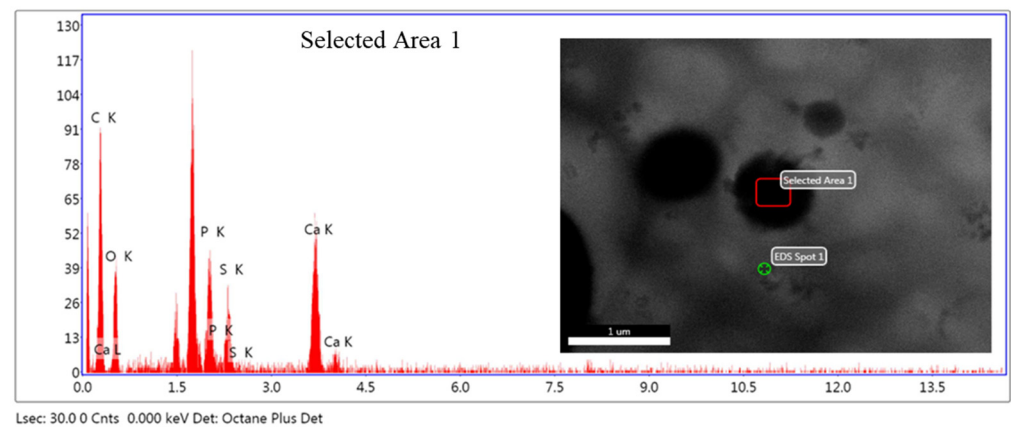 Selected Area 1
130
117
104
91
78
65
52
39
26
13
0
C K
O K
Ca L
P K
S K
P K
S K
Ca K
Ca K
0.0 1.5 3.0 4.5 6.0 7.5 9.0 10.5 12.0 13.5
Selected Area 1
EDS Spot 1
1 um
Lsec: 30.0 0 Cnts 0.000 keV Det: Octane Plus Det